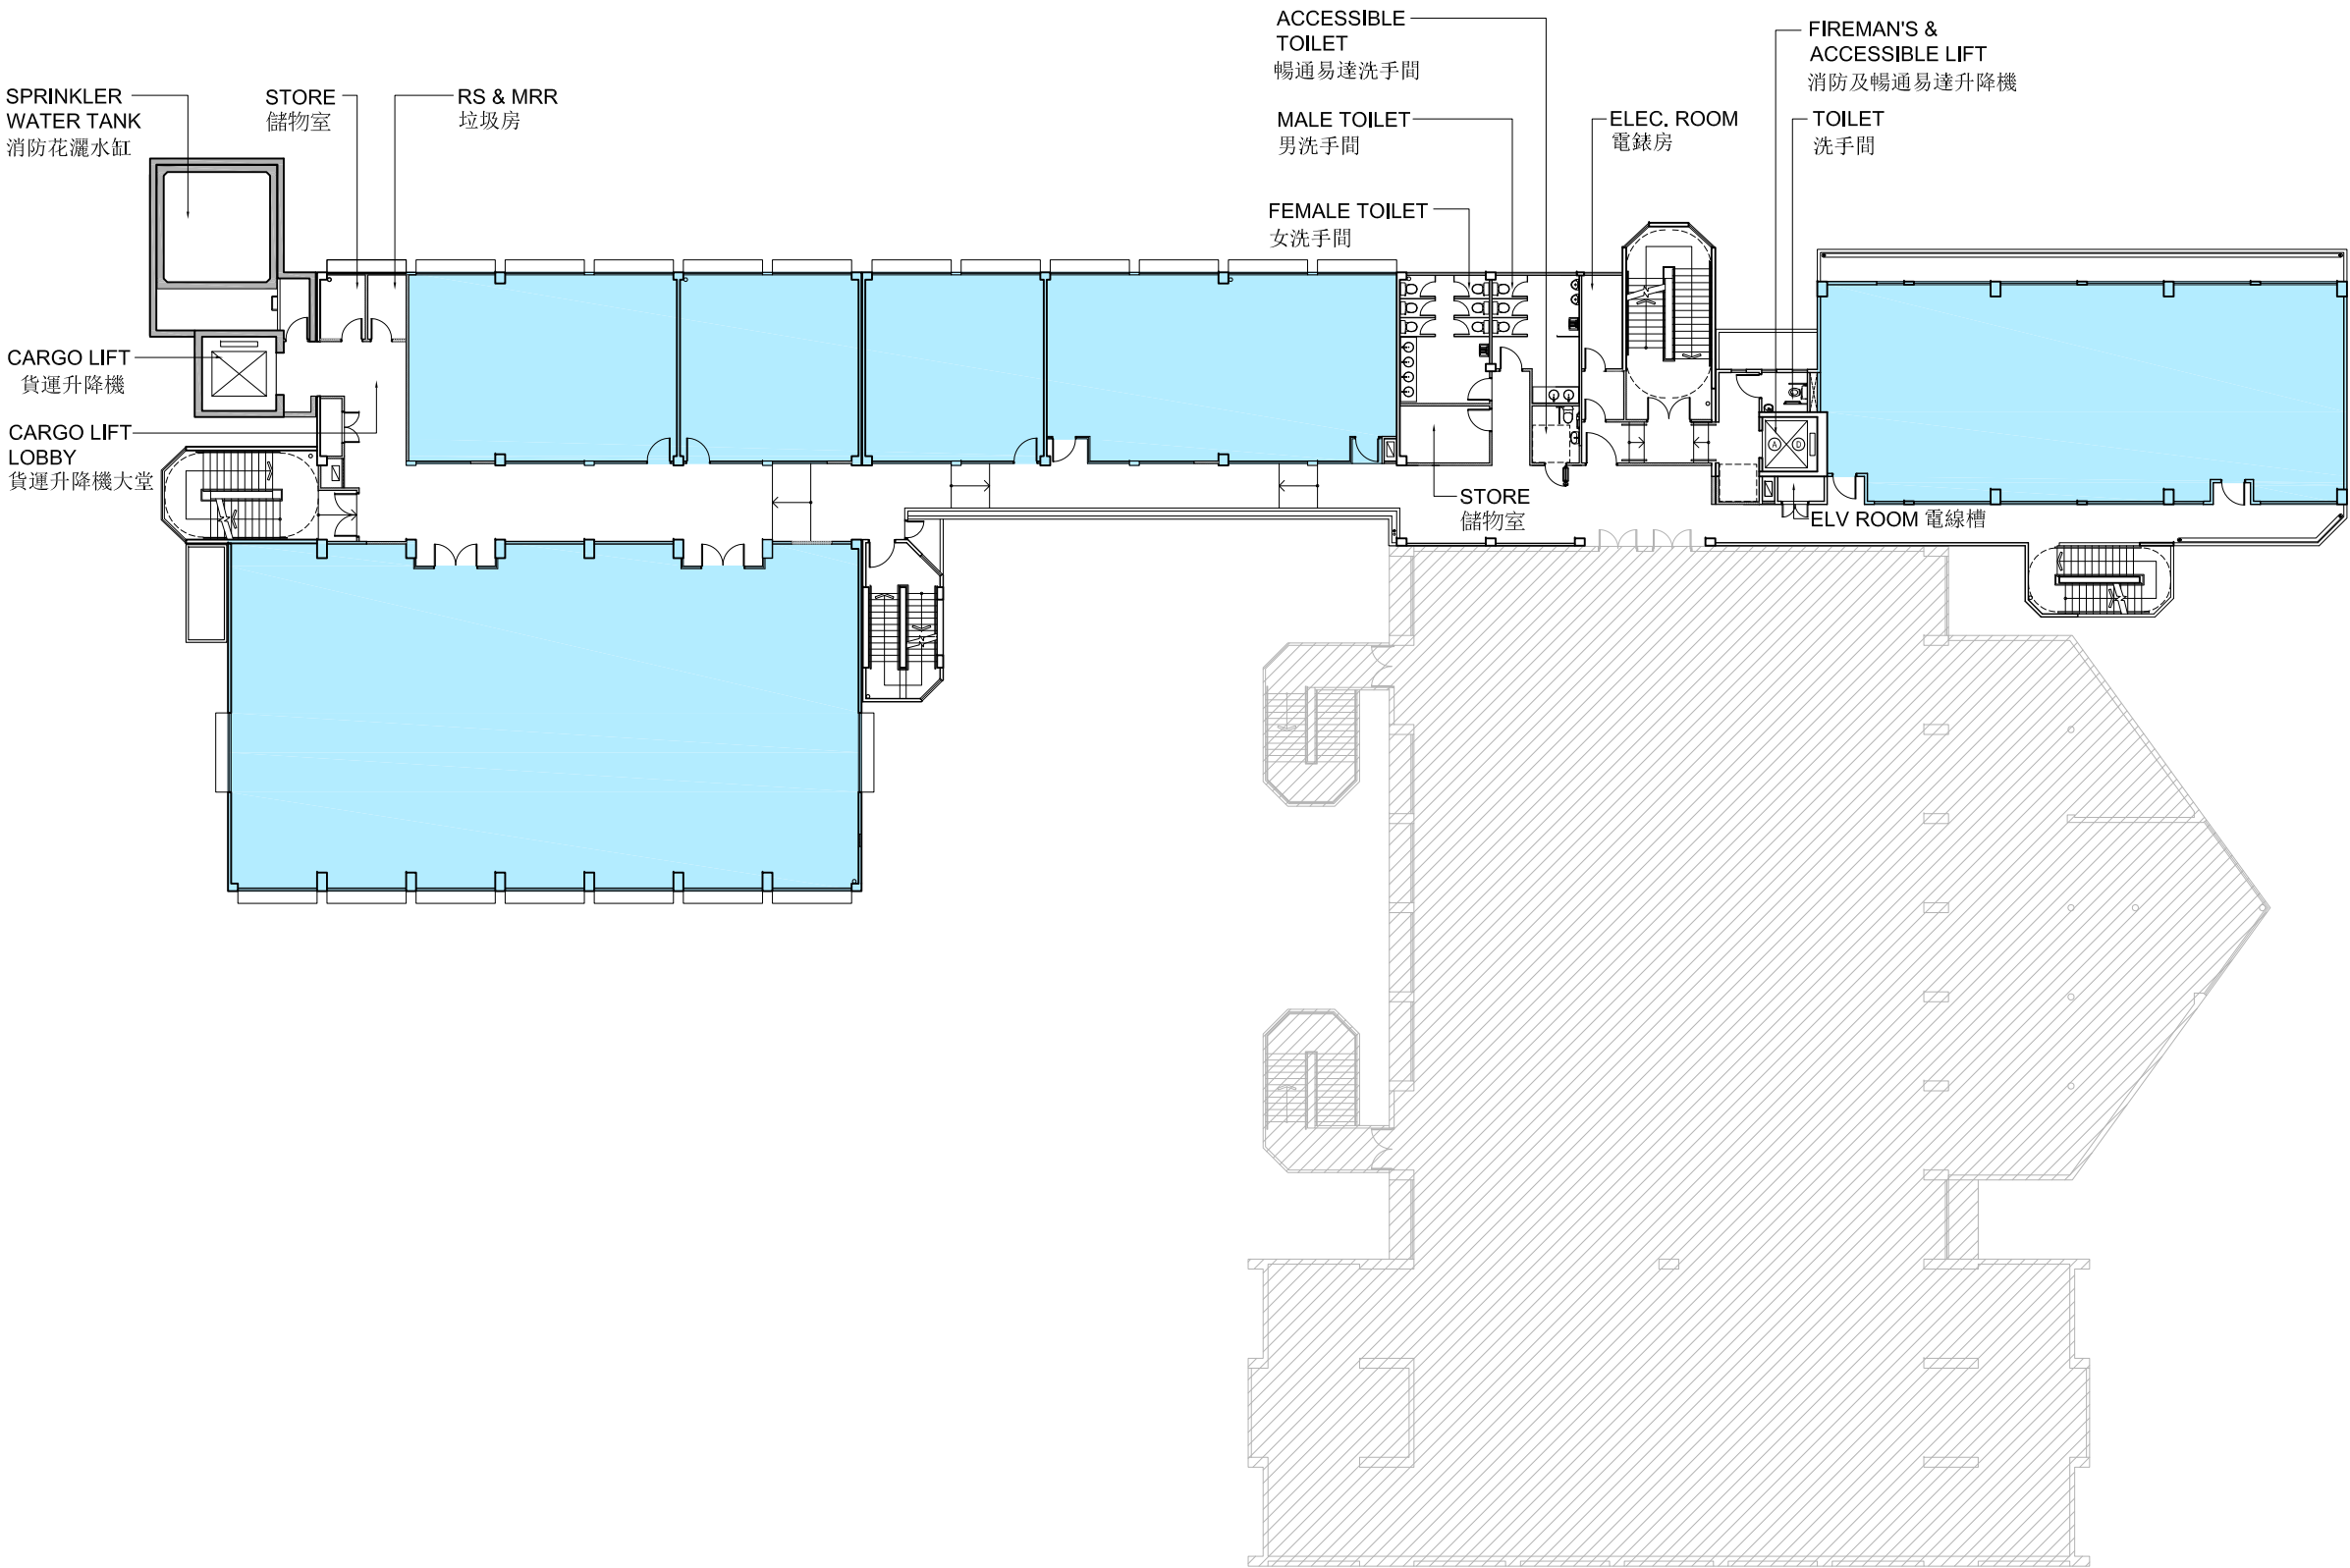 SPRINKLER
WATER TANK
消防花灑水缸
STORE
儲物室
RS & MRR
垃圾房
ACCESSIBLE
TOILET
暢通易達洗手間
MALE TOILET
男洗手間
FEMALE TOILET
女洗手間
ELEC. ROOM
電錶房
FIREMAN'S &
ACCESSIBLE LIFT
消防及暢通易達升降機
TOILET
洗手間
CARGO LIFT
貨運升降機
CARGO LIFT
LOBBY
貨運升降機大堂
A D
STORE
儲物室
ELV ROOM 電線槽